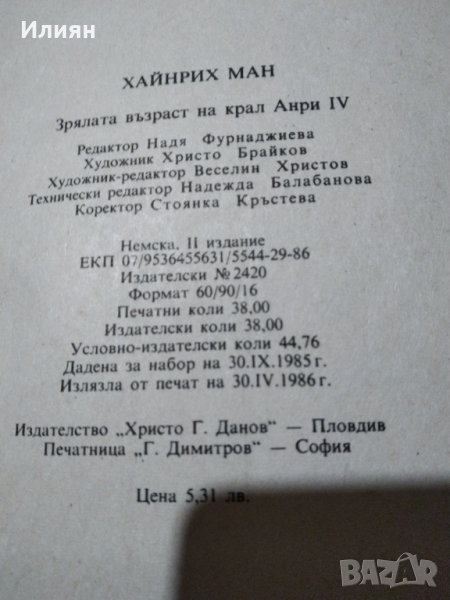 Илиян
ХАЙНРИХ МАН
Зрялата възраст на крал Анри IV
Редактор Надя Фурнаджиева
Художник Христо Брайков
Художник-редактор Веселин Христов
Технически редактор Надежда Балабанова
Коректор Стоянка Кръстева
Немска. II издание
ЕКП 07/9536455631/5544-29-86
Издателски № 2420
Формат 60/90/16
Печатни коли 38,00
Издателски коли 38,00
Условно-издателски коли 44,76
Дадена за набор на 30.IX.1985 г.
Излязла от печат на 30.IV.1986 г.
Издателство „Христо Г. Данов“ — Пловдив
Печатница „Г. Димитров“ — София
Цена 5,31 лв.
BAZAR